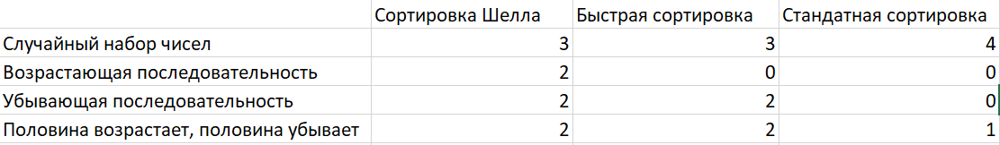 Сортировка Шелла Быстрая сортировка Стандатная сортировка
Случайный набор чисел 3 3 4
Возрастающая последовательность 2 0 0
Убывающая последовательность 2 2 0
Половина возрастает, половина убывает 2 2 1